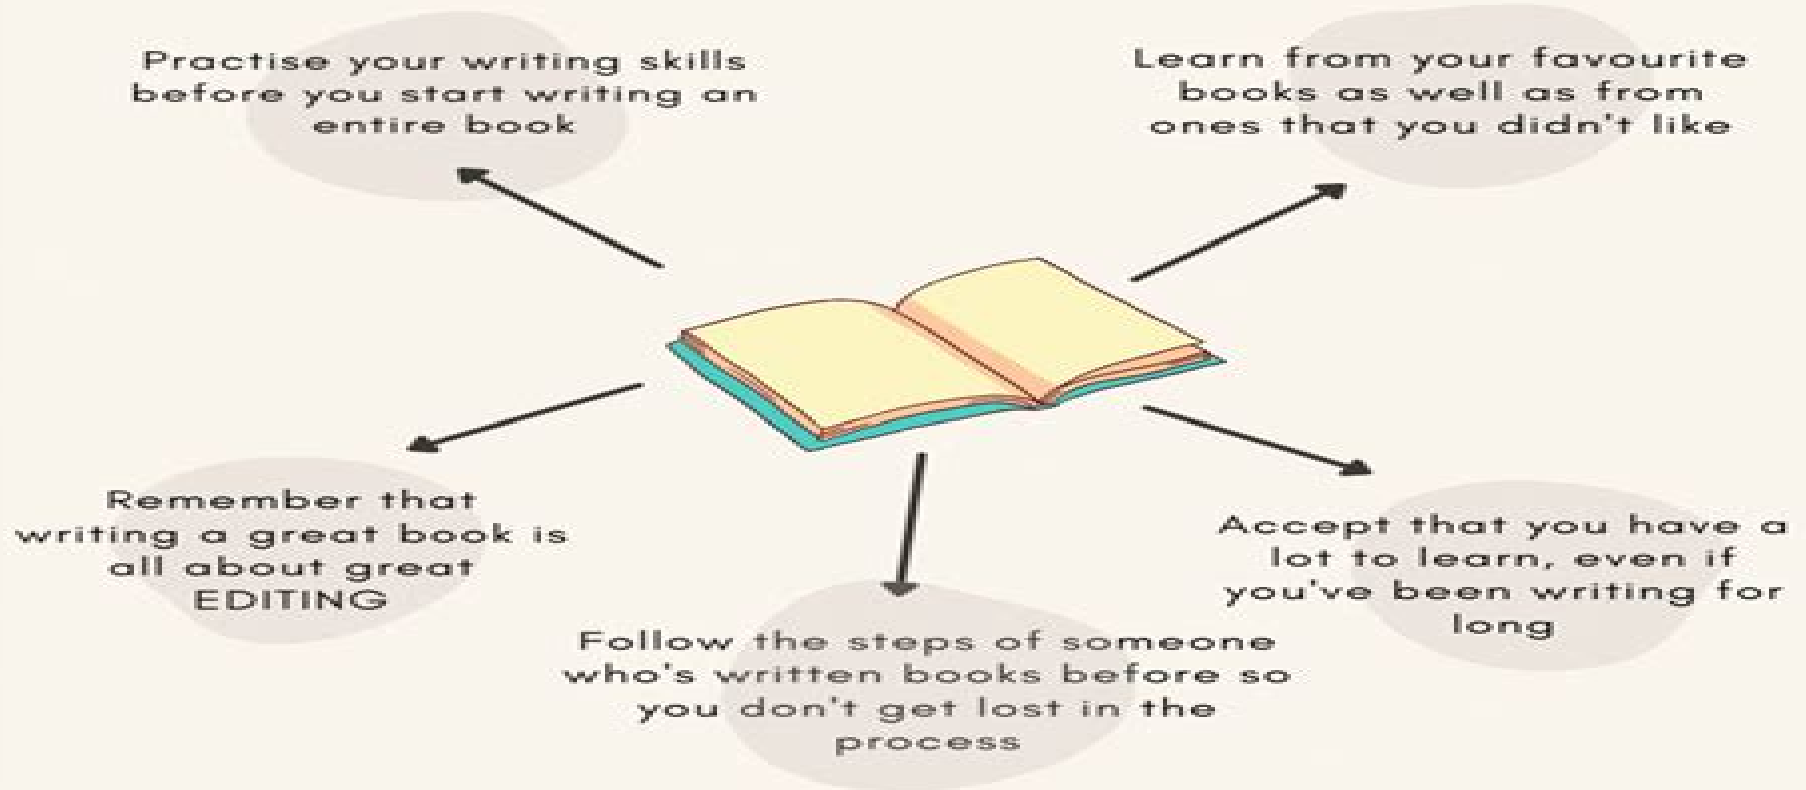 Practise your writing skills
before you start writing an
entire book
Learn from your favourite
books as well as from
ones that you didn't like
Remember that
writing a great book is
all about great
EDITING
Follow the steps of someone
who's written books before so
you don't get lost in the
process
Accept that you have a
lot to learn, even if
you've been writing for
long